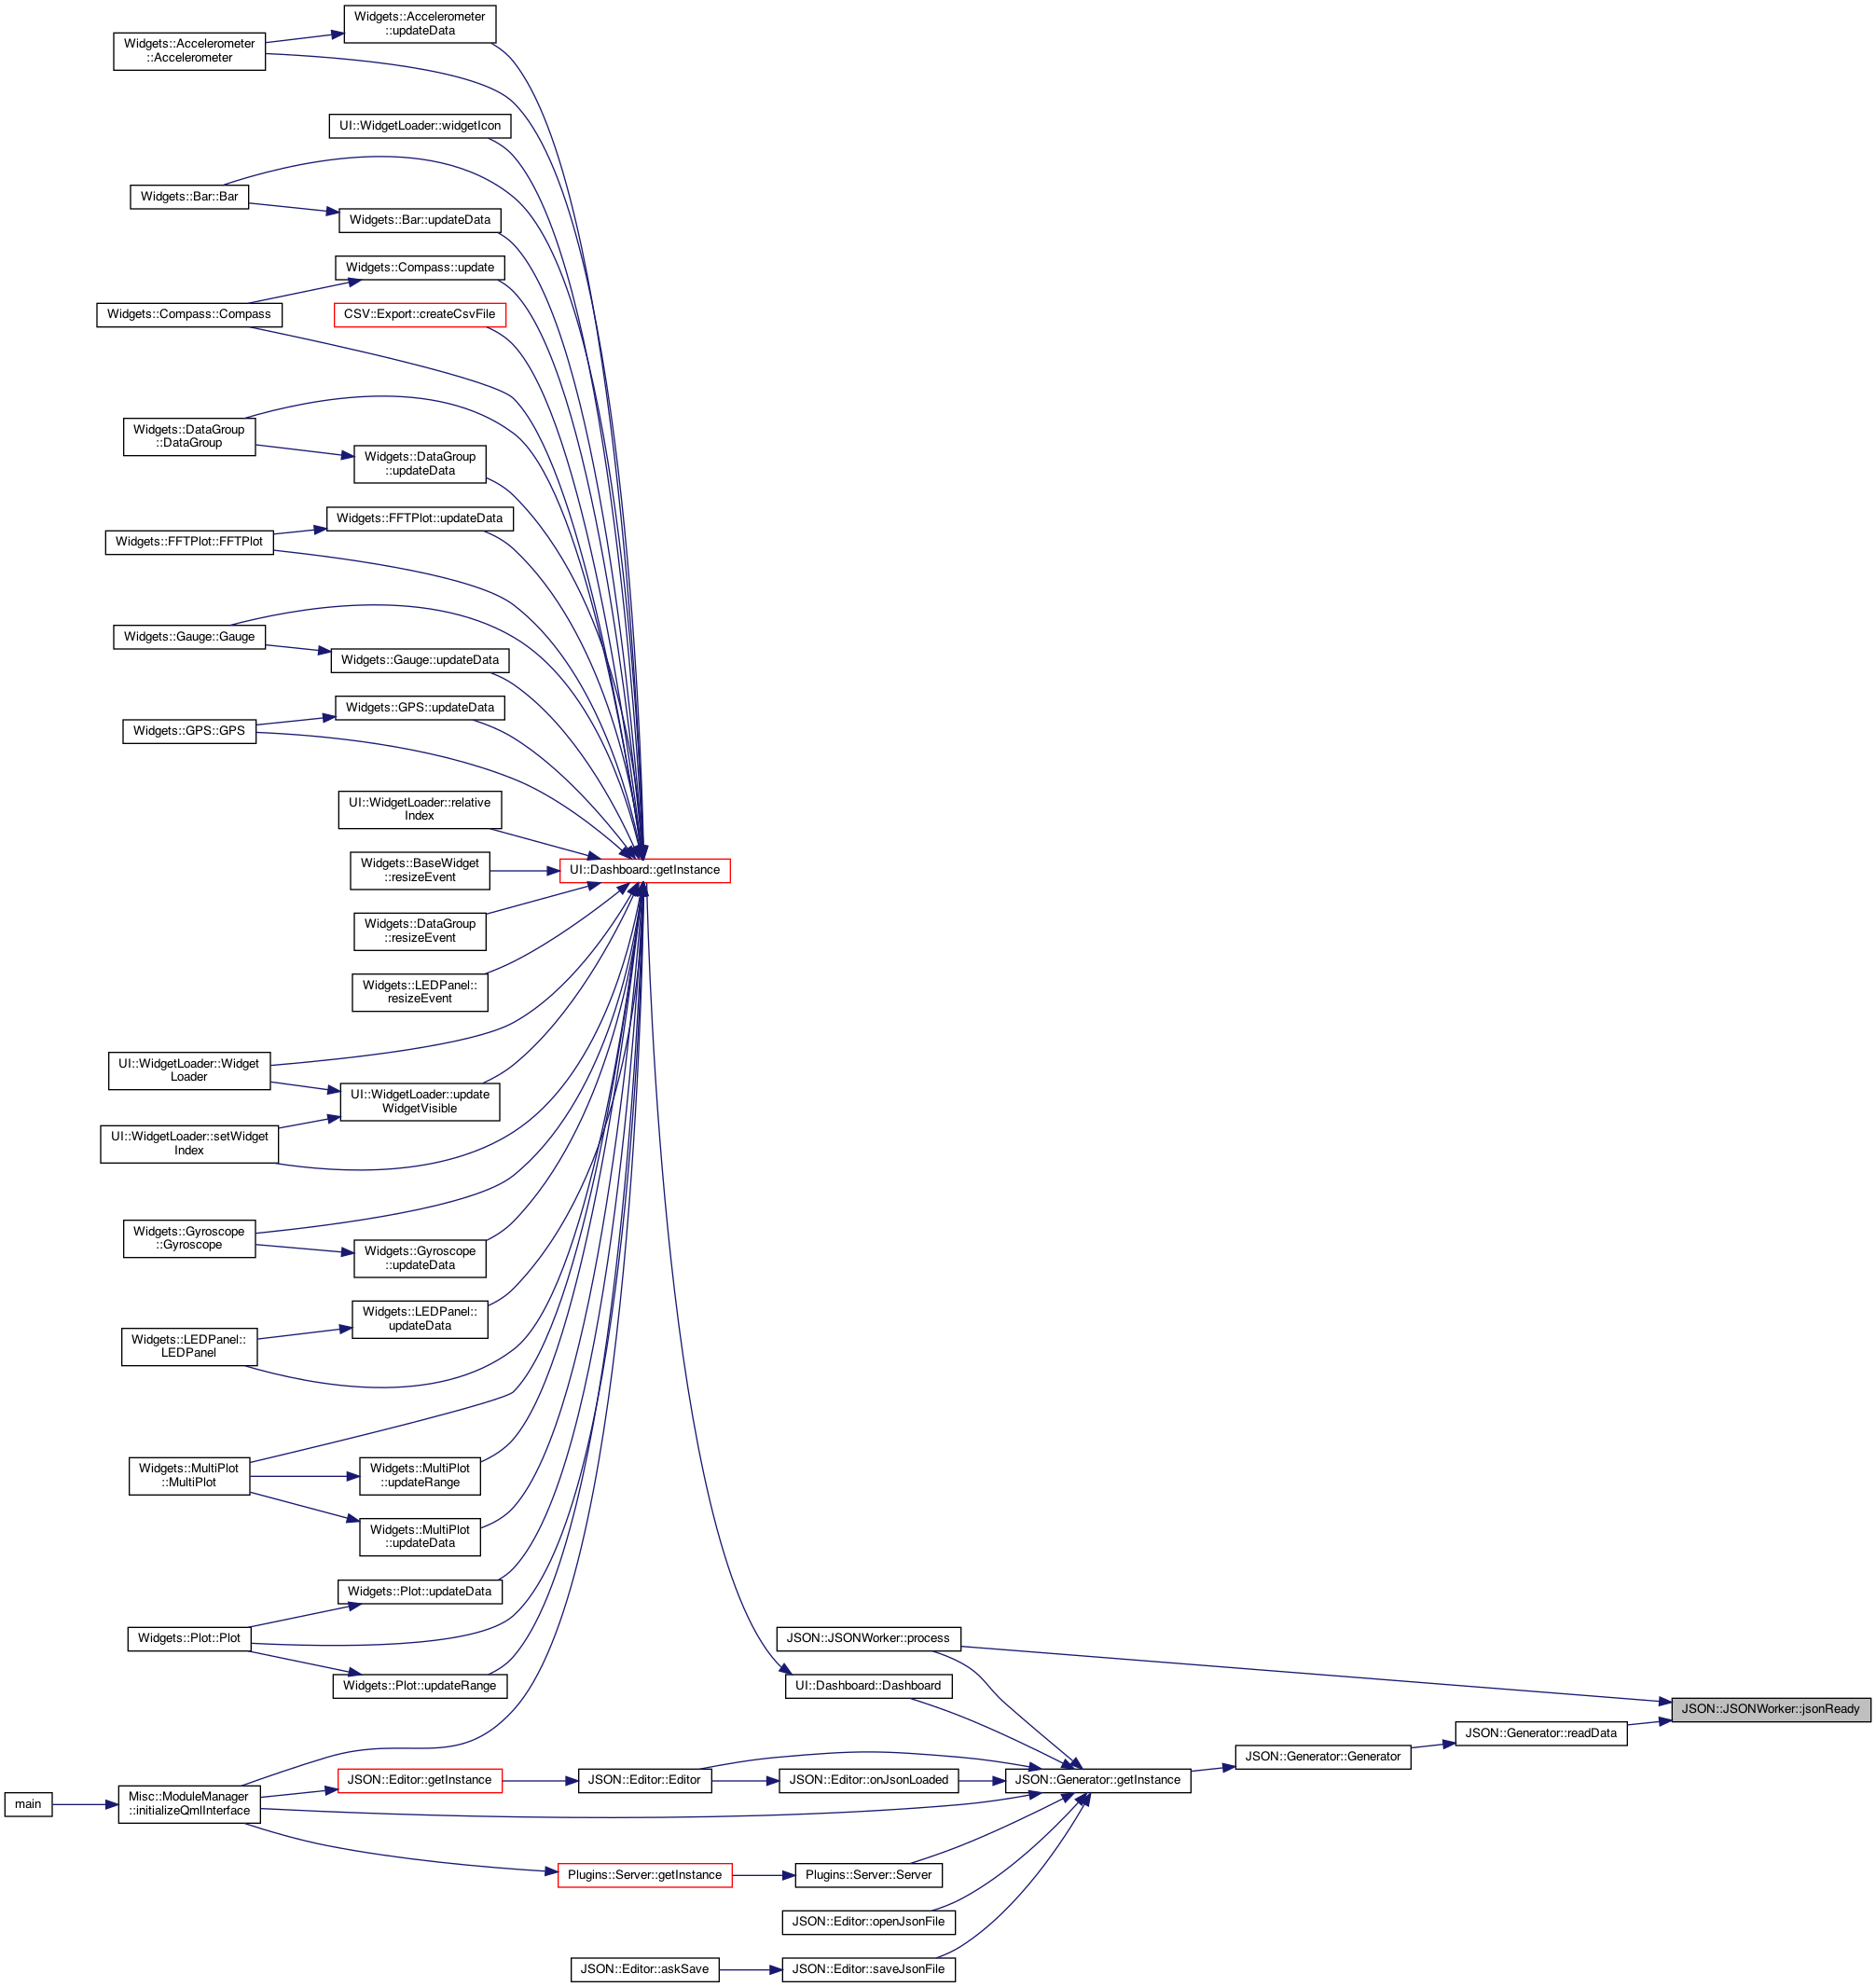 Widgets::Accelerometer
::updateData
Widgets::Accelerometer
::Accelerometer
UI::WidgetLoader::widgetIcon
Widgets::Bar::Bar
Widgets::Bar::updateData
Widgets::Compass::update
Widgets::Compass::Compass
CSV::Export::createCsvFile
Widgets::DataGroup
::DataGroup
Widgets::DataGroup
::updateData
Widgets::FFTPlot::updateData
Widgets::FFTPlot::FFTPlot
Widgets::Gauge::Gauge
Widgets::Gauge::updateData
Widgets::GPS::updateData
Widgets::GPS::GPS
UI::WidgetLoader::relative
Index
Widgets::BaseWidget
::resizeEvent
UI::Dashboard::getInstance
Widgets::DataGroup
::resizeEvent
Widgets::LEDPanel::
resizeEvent
UI::WidgetLoader::Widget
Loader
UI::WidgetLoader::update
WidgetVisible
UI::WidgetLoader::setWidget
Index
Widgets::Gyroscope
::Gyroscope
Widgets::Gyroscope
::updateData
Widgets::LEDPanel::
updateData
Widgets::LEDPanel::
LEDPanel
Widgets::MultiPlot
::MultiPlot
Widgets::MultiPlot
::updateRange
Widgets::MultiPlot
::updateData
Widgets::Plot::updateData
Widgets::Plot::Plot
Widgets::Plot::updateRange
JSON::JSONWorker::process
UI::Dashboard::Dashboard
JSON::JSONWorker::jsonReady
JSON::Generator::readData
JSON::Generator::Generator
JSON::Generator::getInstance
JSON::Editor::onJsonLoaded
JSON::Editor::Editor
JSON::Editor::getInstance
Misc::ModuleManager
::initializeQmlInterface
main
Plugins::Server::getInstance
Plugins::Server::Server
JSON::Editor::openJsonFile
JSON::Editor::askSave
JSON::Editor::saveJsonFile